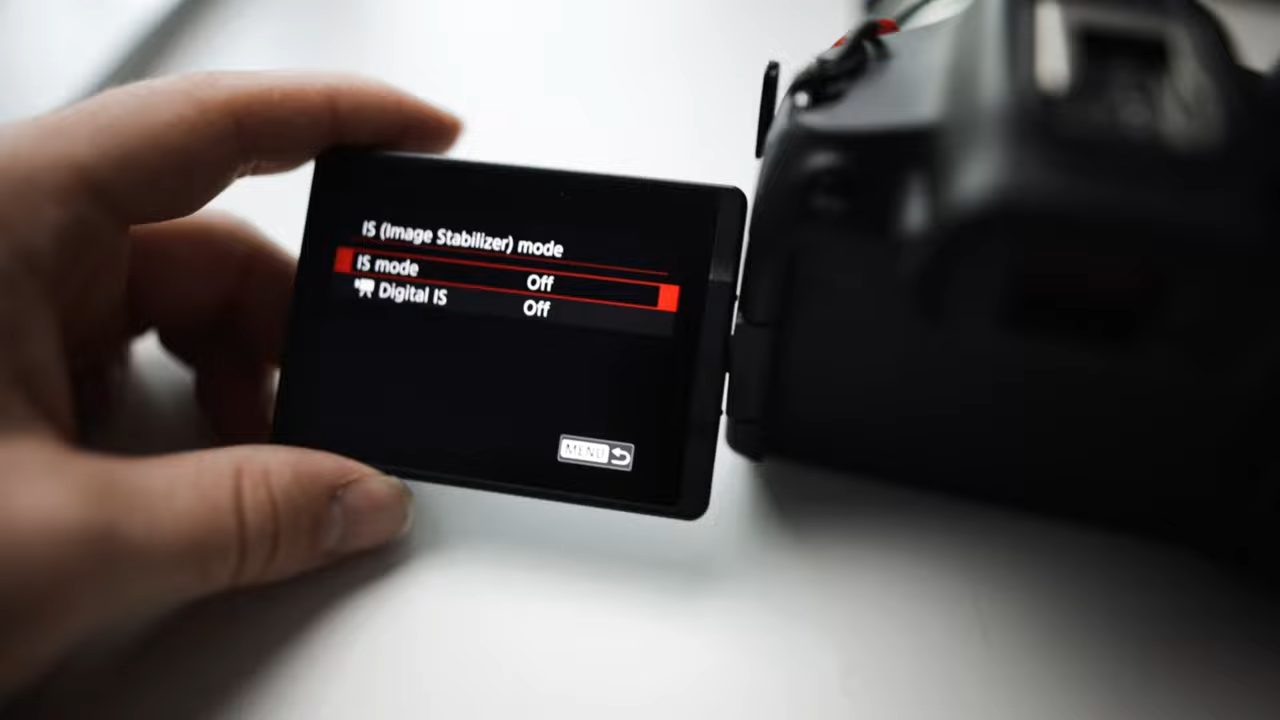 IS (Image Stabilizer) mode
IS mode Off
Digital IS Off
MENU